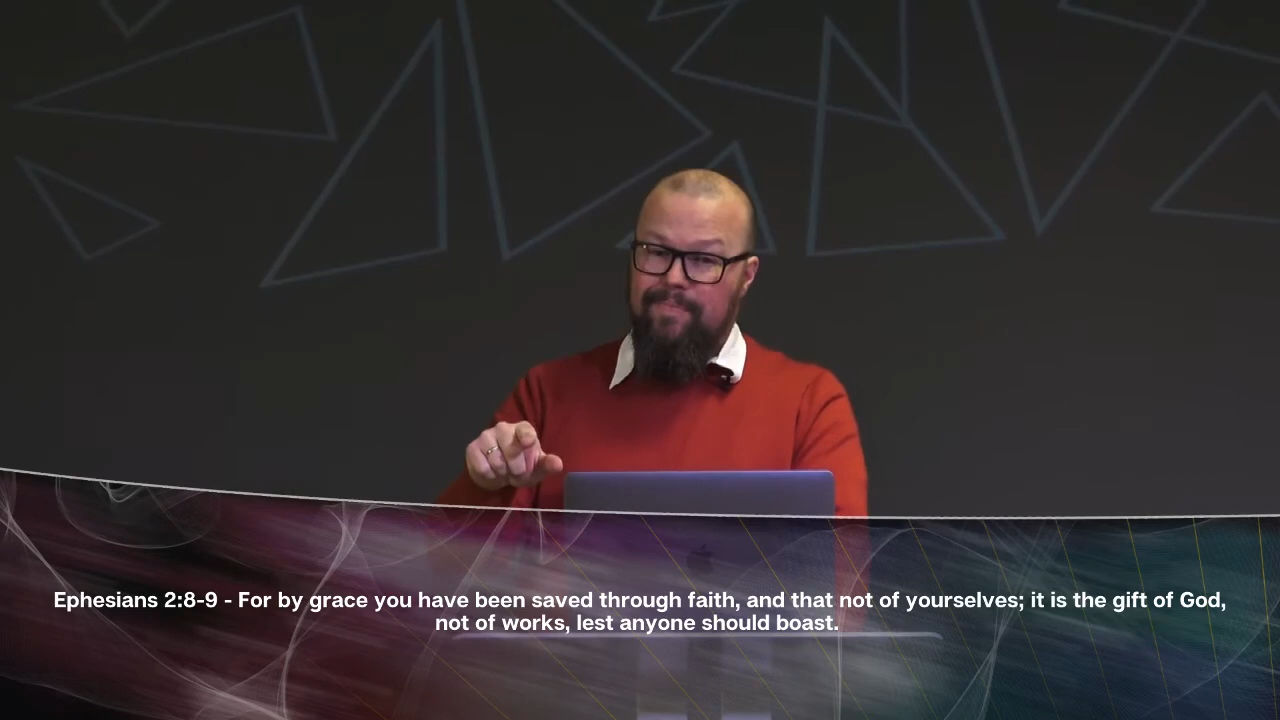 Ephesians 2:8-9 - For by grace you have been saved through faith, and that not of yourselves; it is the gift of God,
not of works, lest anyone should boast.